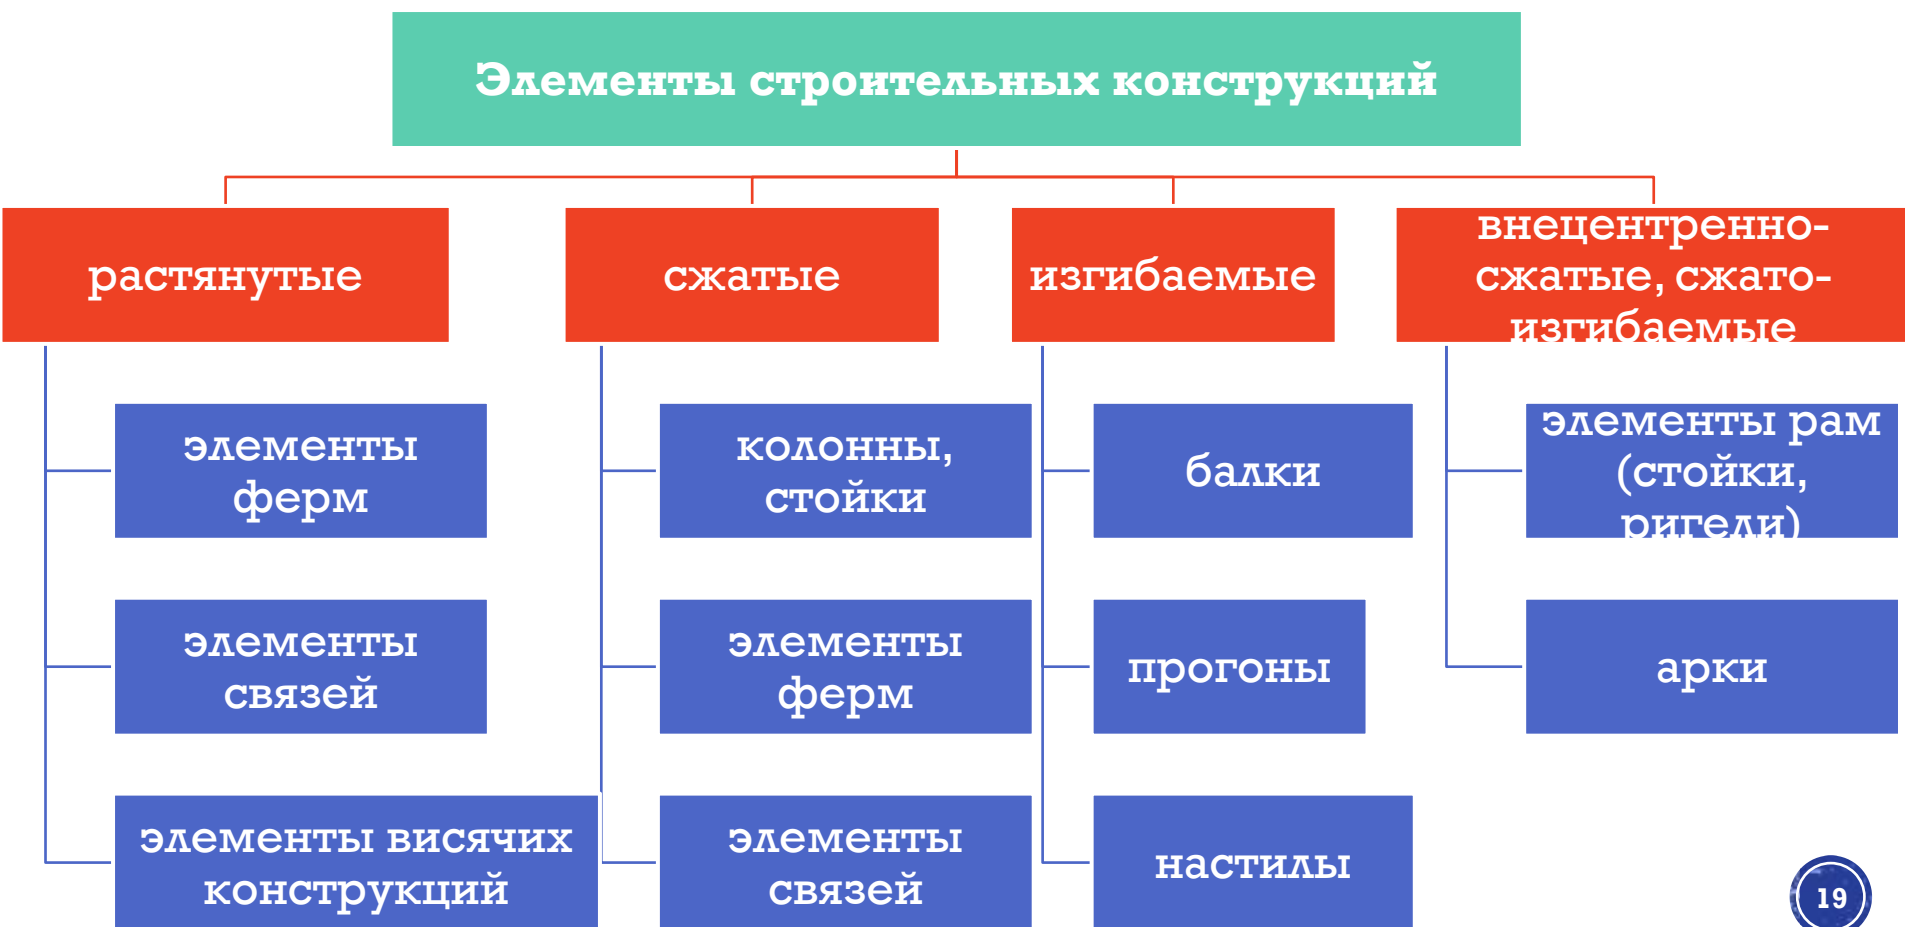 Элементы строительных конструкций
растянутые
сжатые
изгибаемые
внецентренно-
сжатые, сжато-
изгибаемые
элементы
ферм
элементы
связей
элементы висячих
конструкций
колонны,
стойки
элементы
ферм
элементы
связей
балки
прогоны
настилы
элементы рам
(стойки,
ригели)
арки
19